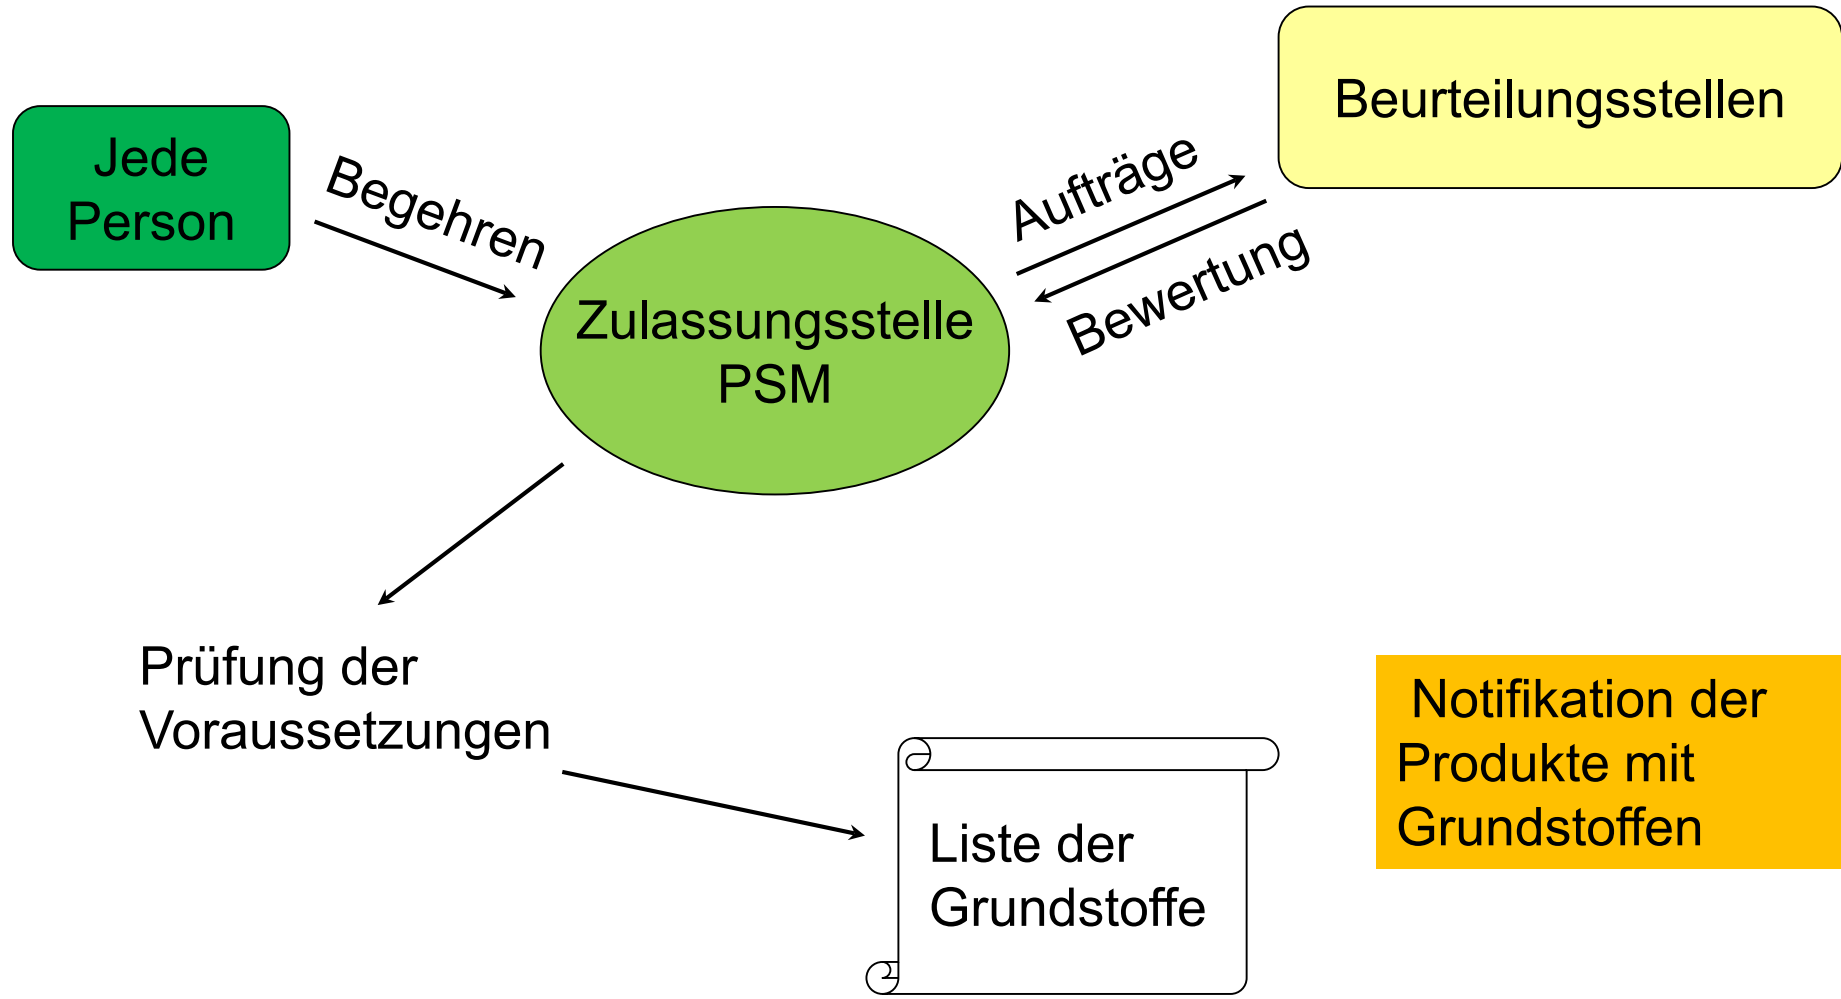 Jede
Person
Begehren
Zulassungsstelle
PSM
Aufträge
Bewertung
Beurteilungsstellen
Prüfung der
Voraussetzungen
Liste der
Grundstoffe
Notifikation der
Produkte mit
Grundstoffen